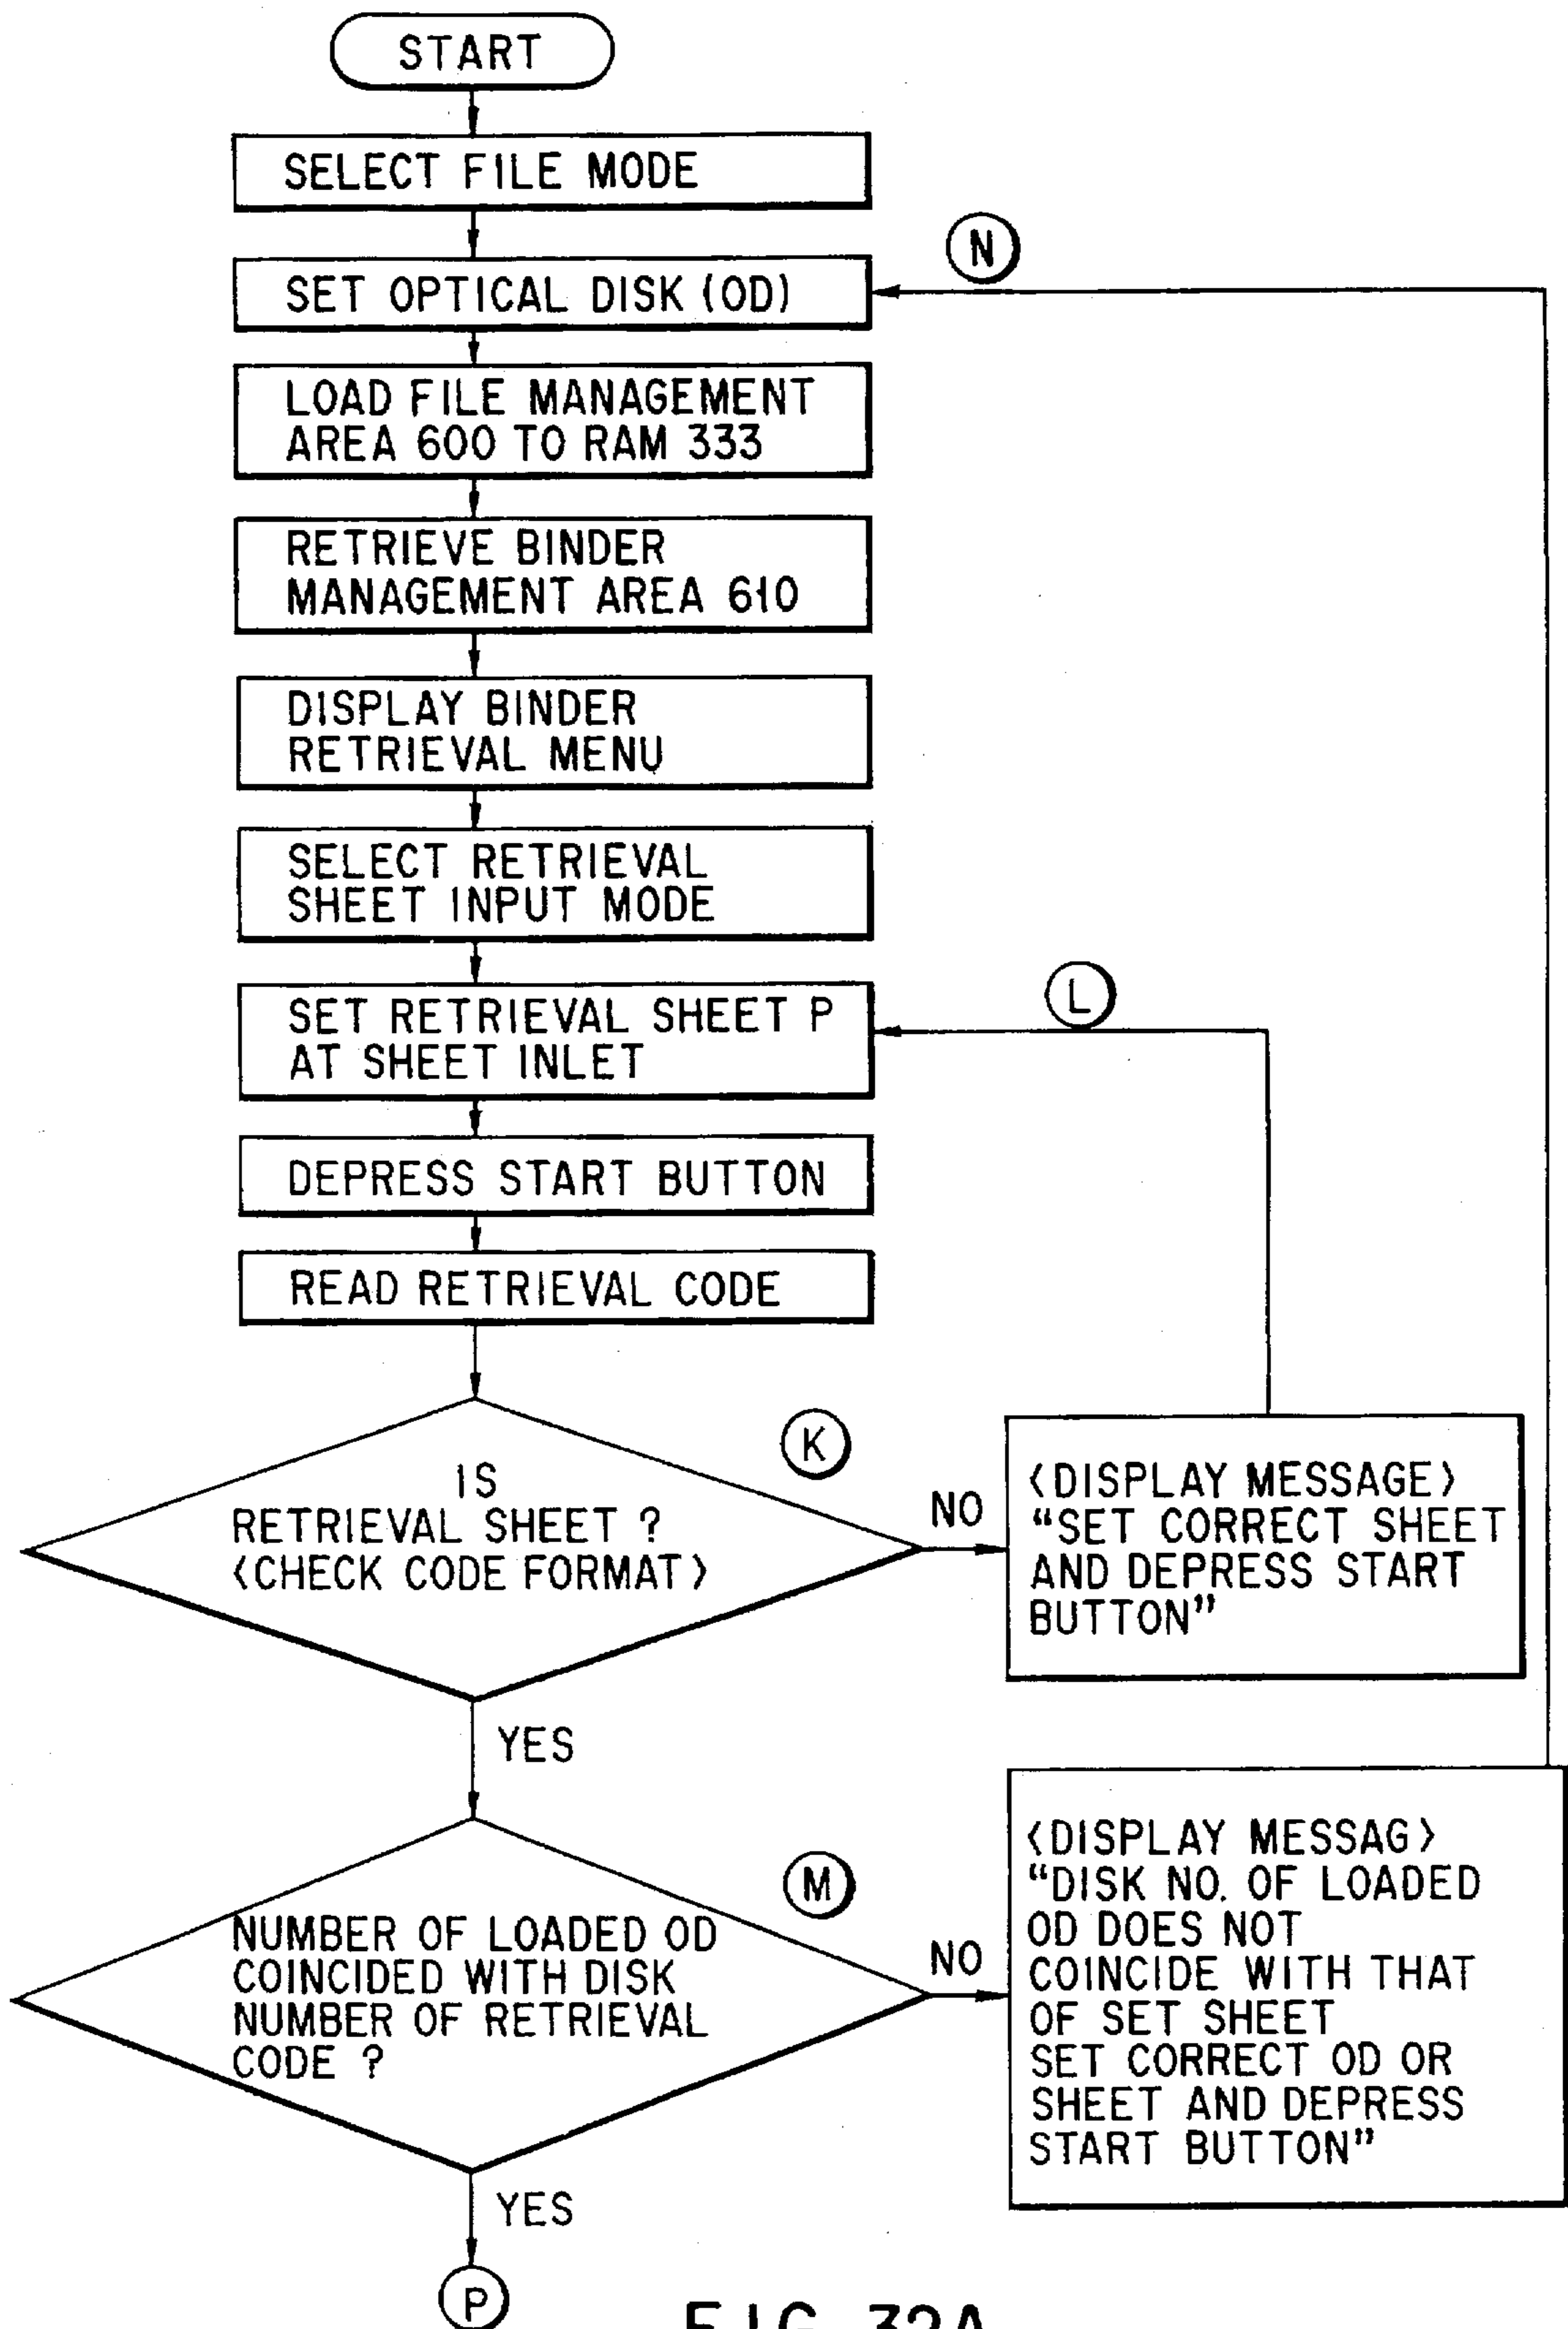 START
SELECT FILE MODE
N
SET OPTICAL DISK (OD)
LOAD FILE MANAGEMENT
AREA 600 TO RAM 333
RETRIEVE BINDER
MANAGEMENT AREA 610
DISPLAY BINDER
RETRIEVAL MENU
SELECT RETRIEVAL
SHEET INPUT MODE
L
SET RETRIEVAL SHEET P
AT SHEET INLET
DEPRESS START BUTTON
READ RETRIEVAL CODE
K
IS
RETRIEVAL SHEET ?
<CHECK CODE FORMAT>
NO
<DISPLAY MESSAGE>
“SET CORRECT SHEET
AND DEPRESS START
BUTTON”
YES
M
NUMBER OF LOADED OD
COINCIDED WITH DISK
NUMBER OF RETRIEVAL
CODE ?
NO
<DISPLAY MESSAG>
“DISK NO. OF LOADED
OD DOES NOT
COINCIDE WITH THAT
OF SET SHEET
SET CORRECT OD OR
SHEET AND DEPRESS
START BUTTON”
YES
P
FIG. 32A